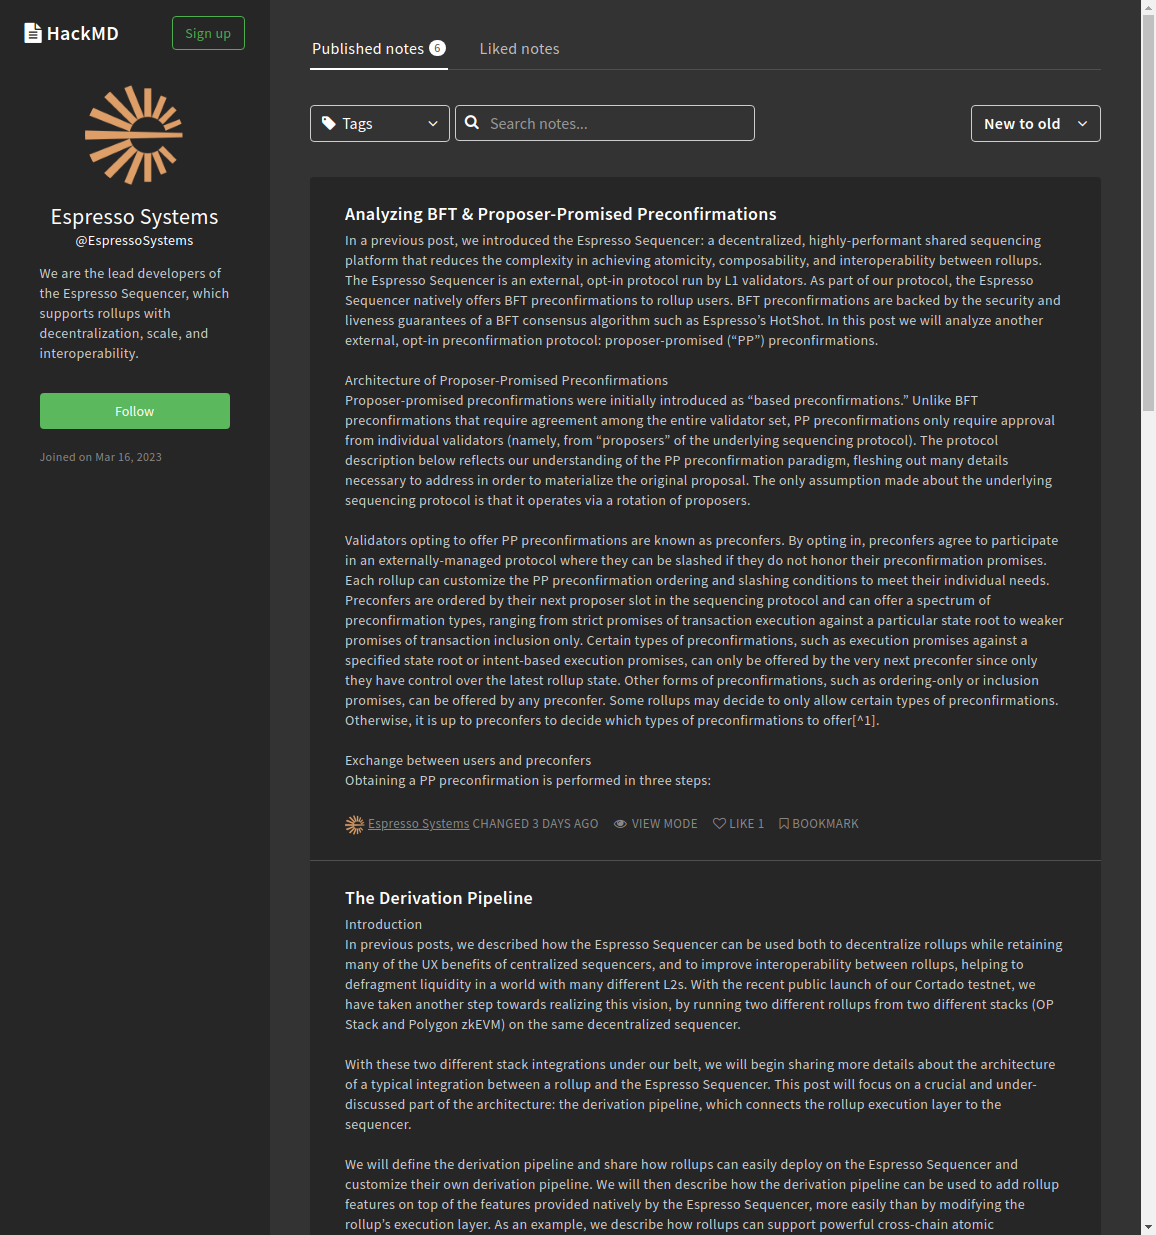 HackMD
Sign up
Espresso Systems
@EspressoSystems
We are the lead developers of
the Espresso Sequencer, which
supports rollups with
decentralization, scale, and
interoperability.
Follow
Joined on Mar 16, 2023
Published notes 6
Liked notes
Tags
Search notes...
New to old
Analyzing BFT & Proposer-Promised Preconfirmations
In a previous post, we introduced the Espresso Sequencer: a decentralized, highly-performant shared sequencing
platform that reduces the complexity in achieving atomicity, composability, and interoperability between rollups.
The Espresso Sequencer is an external, opt-in protocol run by L1 validators. As part of our protocol, the Espresso
Sequencer natively offers BFT preconfirmations to rollup users. BFT preconfirmations are backed by the security and
liveness guarantees of a BFT consensus algorithm such as Espresso’s HotShot. In this post we will analyze another
external, opt-in preconfirmation protocol: proposer-promised (“PP”) preconfirmations.
Architecture of Proposer-Promised Preconfirmations
Proposer-promised preconfirmations were initially introduced as “based preconfirmations.” Unlike BFT
preconfirmations that require agreement among the entire validator set, PP preconfirmations only require approval
from individual validators (namely, from “proposers” of the underlying sequencing protocol). The protocol
description below reflects our understanding of the PP preconfirmation paradigm, fleshing out many details
necessary to address in order to materialize the original proposal. The only assumption made about the underlying
sequencing protocol is that it operates via a rotation of proposers.
Validators opting to offer PP preconfirmations are known as preconfers. By opting in, preconfers agree to participate
in an externally-managed protocol where they can be slashed if they do not honor their preconfirmation promises.
Each rollup can customize the PP preconfirmation ordering and slashing conditions to meet their individual needs.
Preconfers are ordered by their next proposer slot in the sequencing protocol and can offer a spectrum of
preconfirmation types, ranging from strict promises of transaction execution against a particular state root to weaker
promises of transaction inclusion only. Certain types of preconfirmations, such as execution promises against a
specified state root or intent-based execution promises, can only be offered by the very next preconfer since only
they have control over the latest rollup state. Other forms of preconfirmations, such as ordering-only or inclusion
promises, can be offered by any preconfer. Some rollups may decide to only allow certain types of preconfirmations.
Otherwise, it is up to preconfers to decide which types of preconfirmations to offer[^1].
Exchange between users and preconfers
Obtaining a PP preconfirmation is performed in three steps:
Espresso Systems CHANGED 3 DAYS AGO VIEW MODE LIKE 1 BOOKMARK
The Derivation Pipeline
Introduction
In previous posts, we described how the Espresso Sequencer can be used both to decentralize rollups while retaining
many of the UX benefits of centralized sequencers, and to improve interoperability between rollups, helping to
defragment liquidity in a world with many different L2s. With the recent public launch of our Cortado testnet, we
have taken another step towards realizing this vision, by running two different rollups from two different stacks (OP
Stack and Polygon zkEVM) on the same decentralized sequencer.
With these two different stack integrations under our belt, we will begin sharing more details about the architecture
of a typical integration between a rollup and the Espresso Sequencer. This post will focus on a crucial and under-
discussed part of the architecture: the derivation pipeline, which connects the rollup execution layer to the
sequencer.
We will define the derivation pipeline and share how rollups can easily deploy on the Espresso Sequencer and
customize their own derivation pipeline. We will then describe how the derivation pipeline can be used to add rollup
features on top of the features provided natively by the Espresso Sequencer, more easily than by modifying the
rollup’s execution layer. As an example, we describe how rollups can support powerful cross-chain atomic